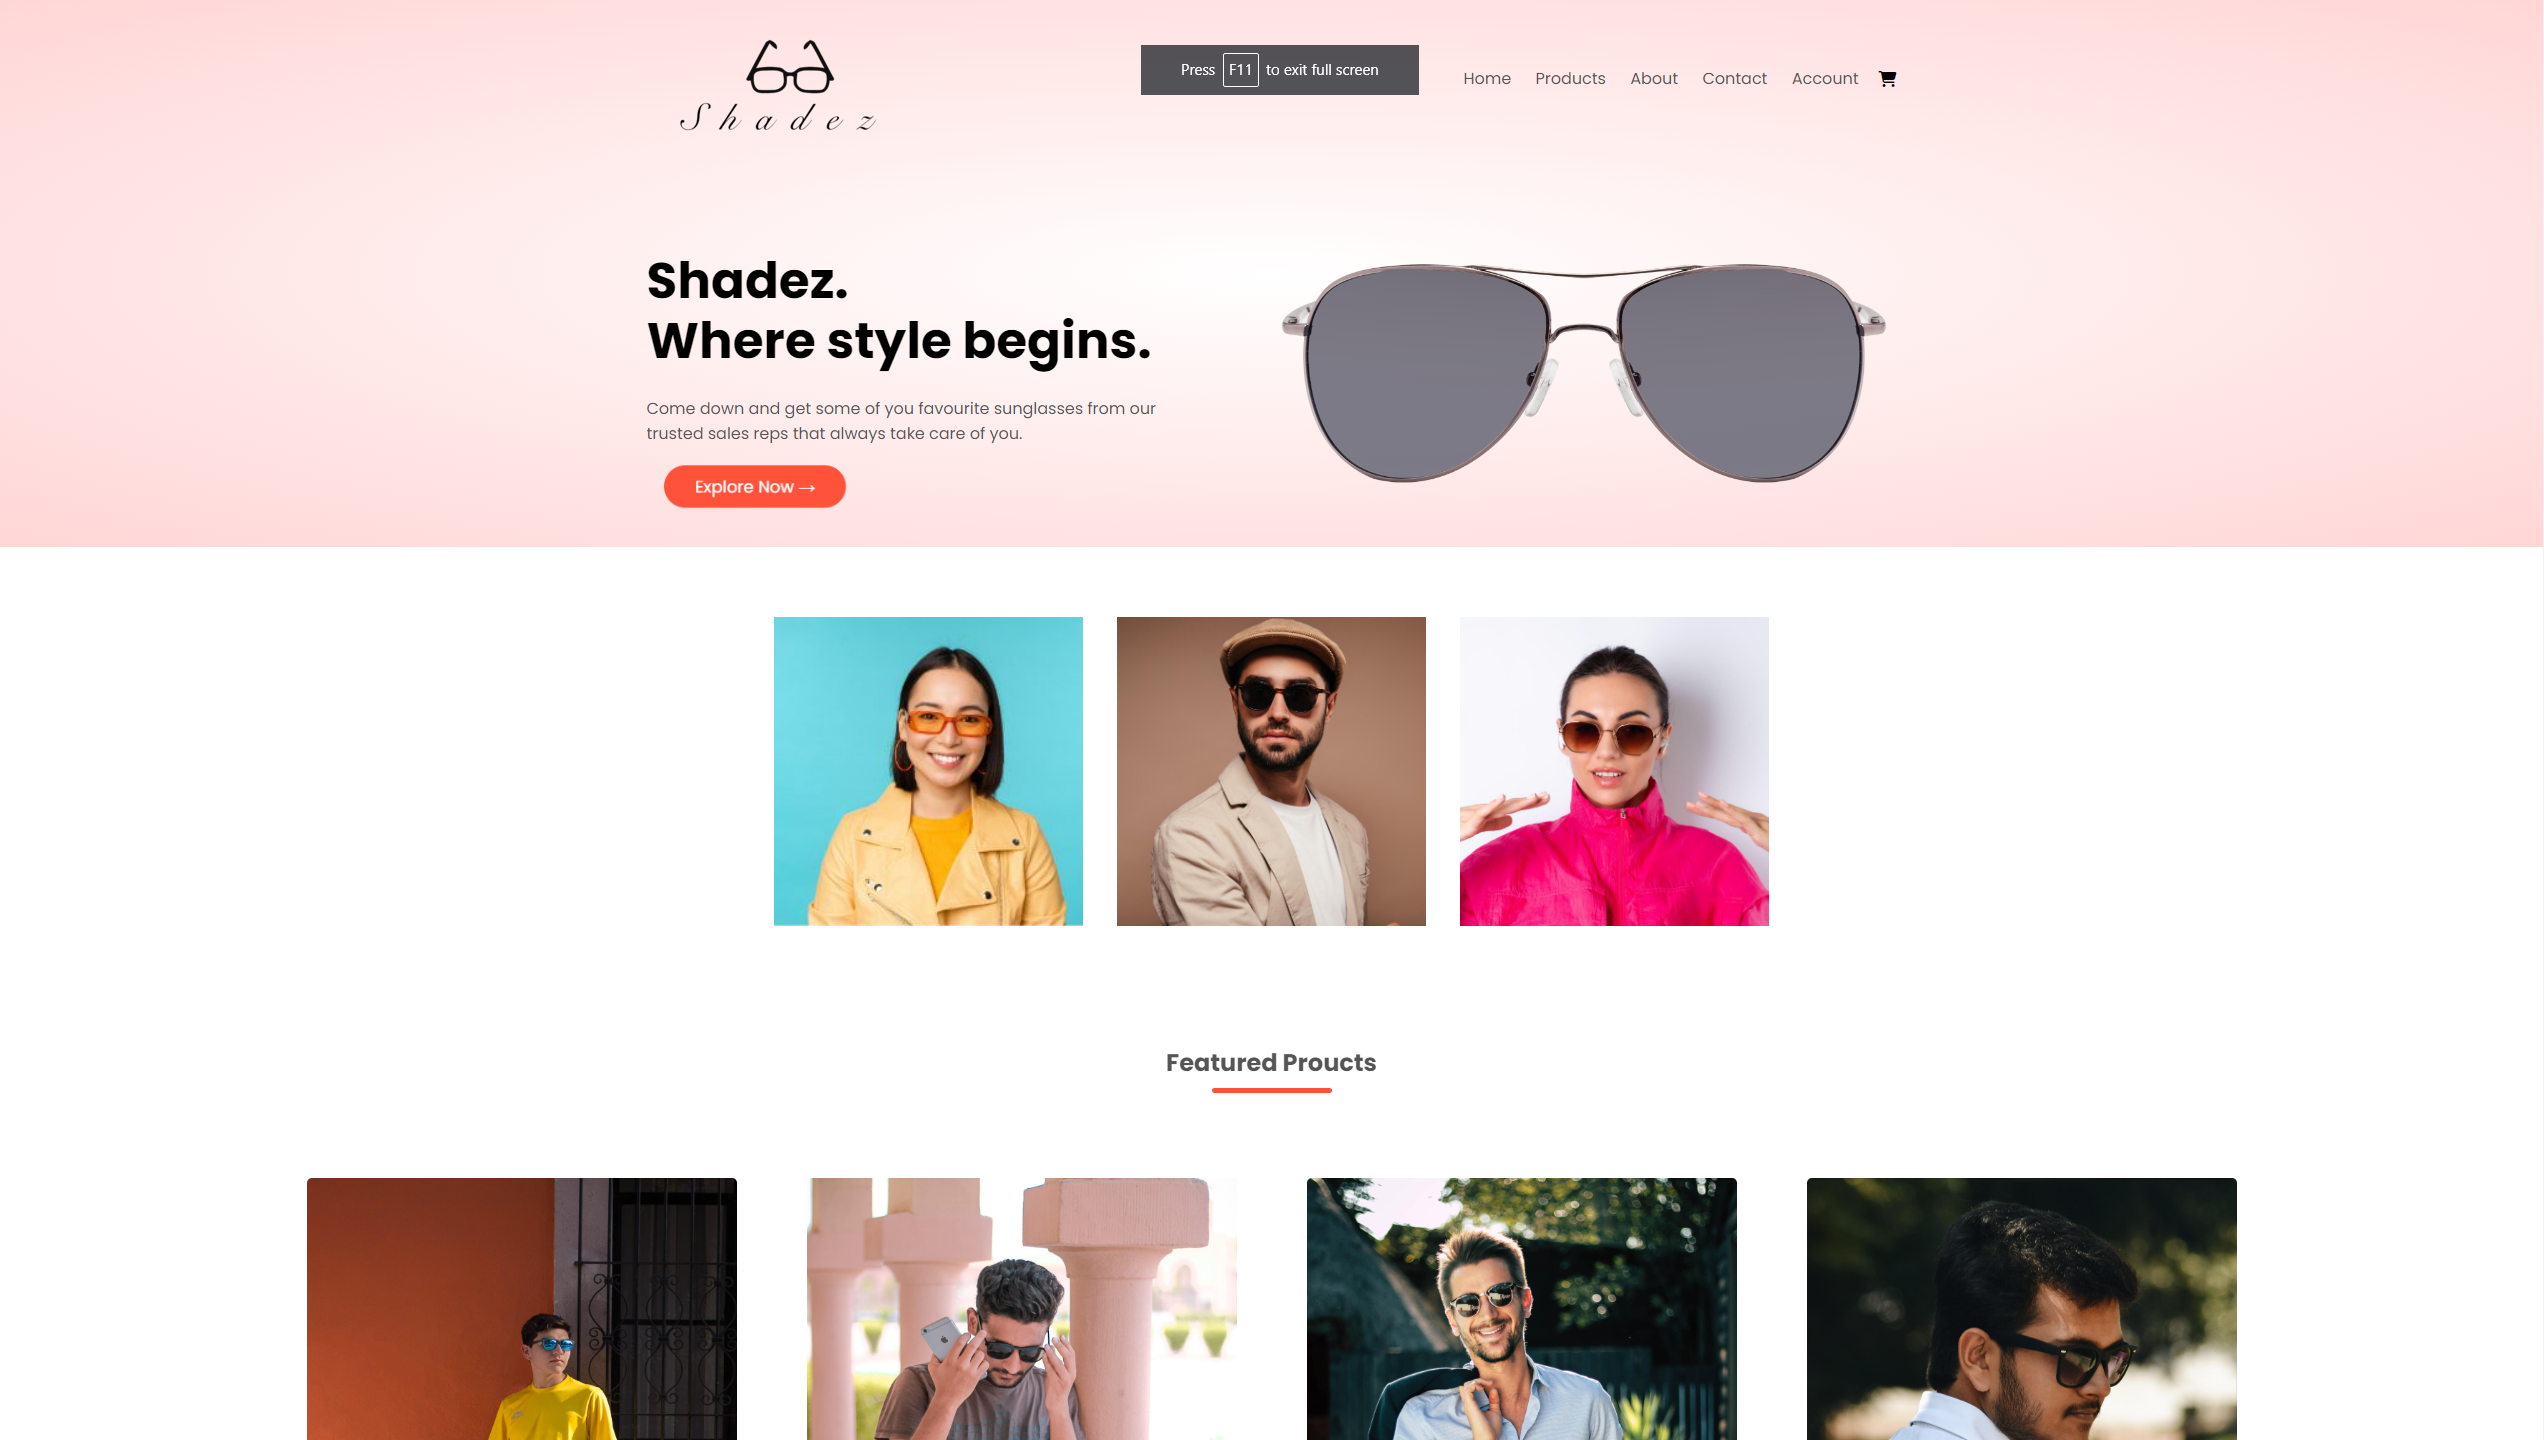 Shadez
Press F11 to exit full screen
Home Products About Contact Account
Shadez.
Where style begins.
Come down and get some of you favourite sunglasses from our
trusted sales reps that always take care of you.
Explore Now →
Featured Proucts